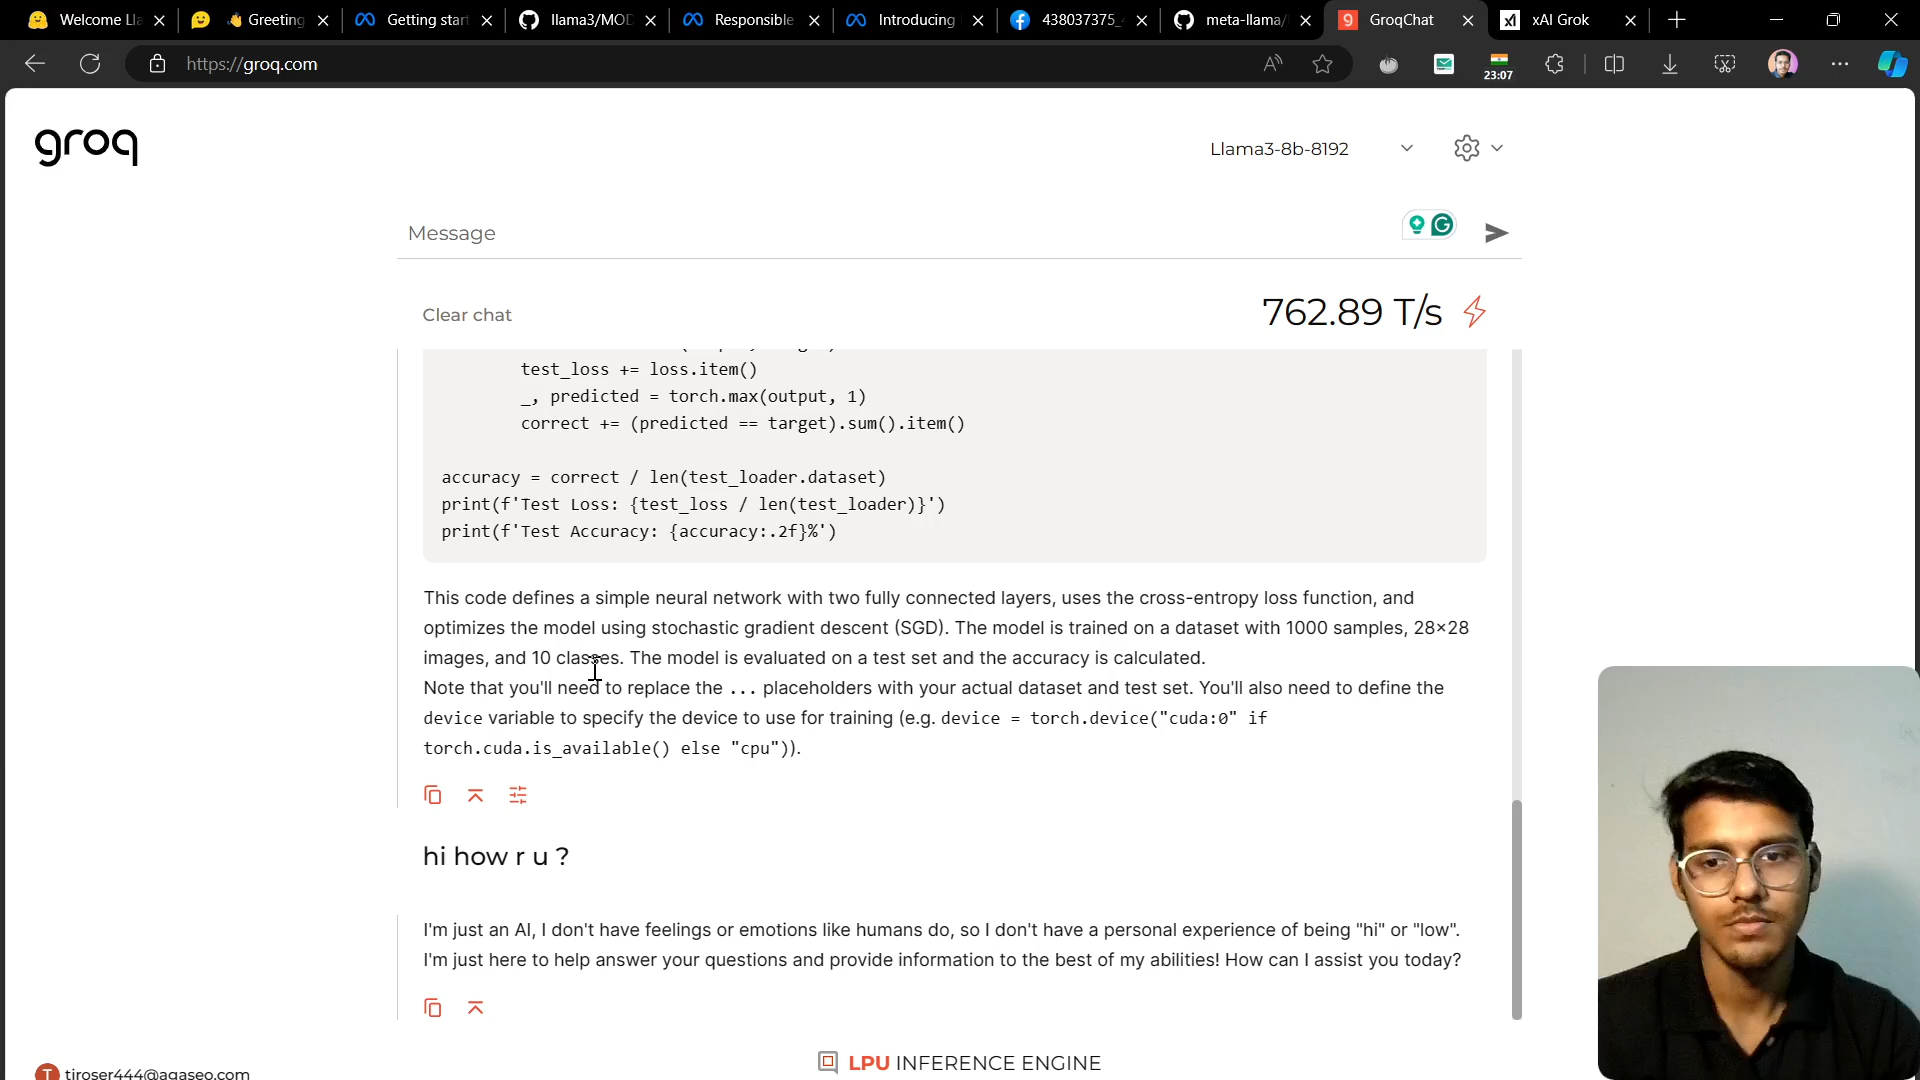 Welcome Lla
👋 Greeting
Getting star
llama3/MOD
Responsible
Introducing
438037375_
meta-llama/
GroqChat
xAI Grok
https://groq.com
23:07
groq
Llama3-8b-8192
Message
Clear chat
762.89 T/s
test_loss += loss.item()
_, predicted = torch.max(output, 1)
correct += (predicted == target).sum().item()
accuracy = correct / len(test_loader.dataset)
print(f'Test Loss: {test_loss / len(test_loader)}')
print(f'Test Accuracy: {accuracy:.2f}%')
This code defines a simple neural network with two fully connected layers, uses the cross-entropy loss function, and
optimizes the model using stochastic gradient descent (SGD). The model is trained on a dataset with 1000 samples, 28×28
images, and 10 classes. The model is evaluated on a test set and the accuracy is calculated.
Note that you'll need to replace the ... placeholders with your actual dataset and test set. You'll also need to define the
device variable to specify the device to use for training (e.g. device = torch.device("cuda:0" if
torch.cuda.is_available() else "cpu")).
hi how r u ?
I'm just an AI, I don't have feelings or emotions like humans do, so I don't have a personal experience of being "hi" or "low".
I'm just here to help answer your questions and provide information to the best of my abilities! How can I assist you today?
LPU INFERENCE ENGINE
T tiroser444@agaseo.com